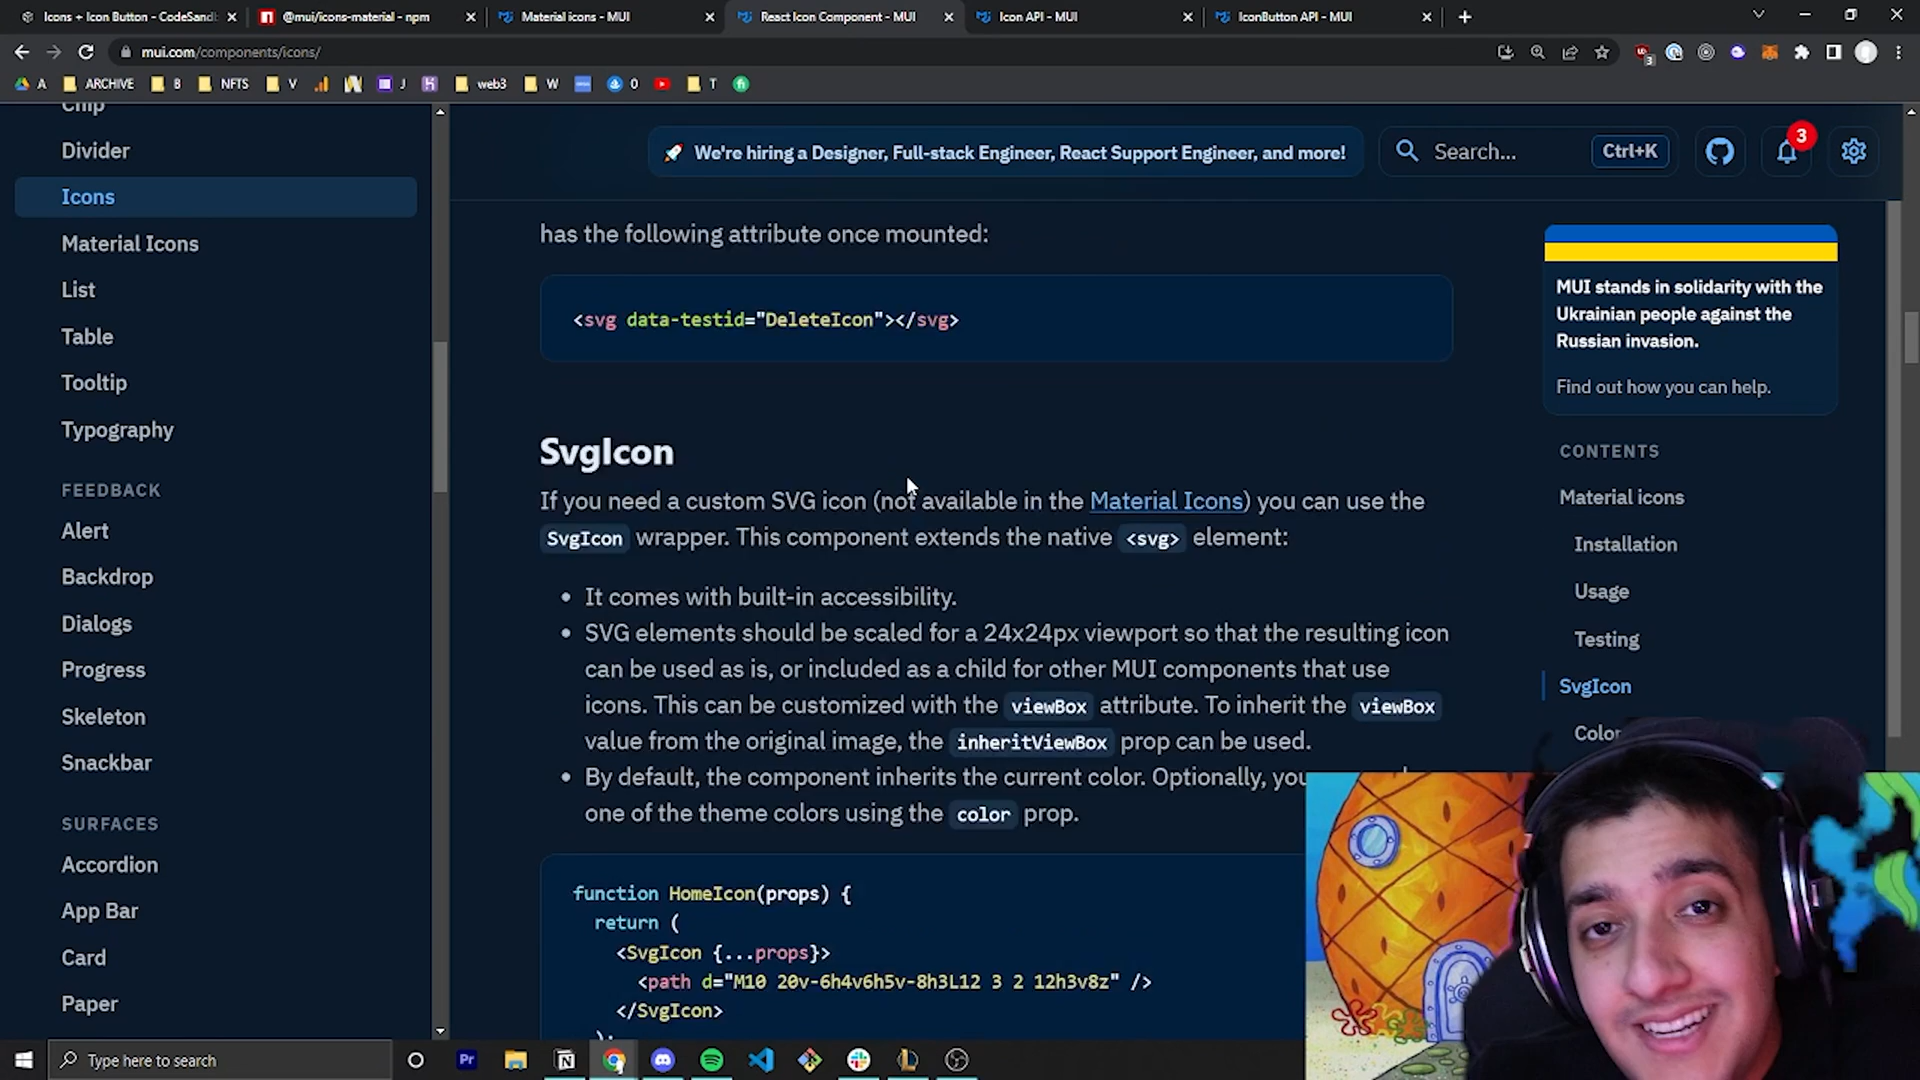 Icons + Icon Button - CodeSandb
@mui/icons-material - npm
Material icons - MUI
React Icon Component - MUI
Icon API - MUI
IconButton API - MUI
mui.com/components/icons/
3
A
ARCHIVE
B
NFTS
V
J
web3
W
0
T
Chip
Divider
Icons
Material Icons
List
Table
Tooltip
Typography
FEEDBACK
Alert
Backdrop
Dialogs
Progress
Skeleton
Snackbar
SURFACES
Accordion
App Bar
Card
Paper
🚀 We're hiring a Designer, Full-stack Engineer, React Support Engineer, and more!
Search...
Ctrl+K
3
has the following attribute once mounted:
<svg data-testid="DeleteIcon"></svg>
SvgIcon
If you need a custom SVG icon (not available in the Material Icons) you can use the
SvgIcon wrapper. This component extends the native <svg> element:
• It comes with built-in accessibility.
• SVG elements should be scaled for a 24x24px viewport so that the resulting icon
can be used as is, or included as a child for other MUI components that use
icons. This can be customized with the viewBox attribute. To inherit the viewBox
value from the original image, the inheritViewBox prop can be used.
• By default, the component inherits the current color. Optionally, you
one of the theme colors using the color prop.
function HomeIcon(props) {
return (
<SvgIcon {...props}>
<path d="M10 20v-6h4v6h5v-8h3L12 3 2 12h3v8z" />
</SvgIcon>
);
MUI stands in solidarity with the
Ukrainian people against the
Russian invasion.
Find out how you can help.
CONTENTS
Material icons
Installation
Usage
Testing
SvgIcon
Color
Type here to search
Pr